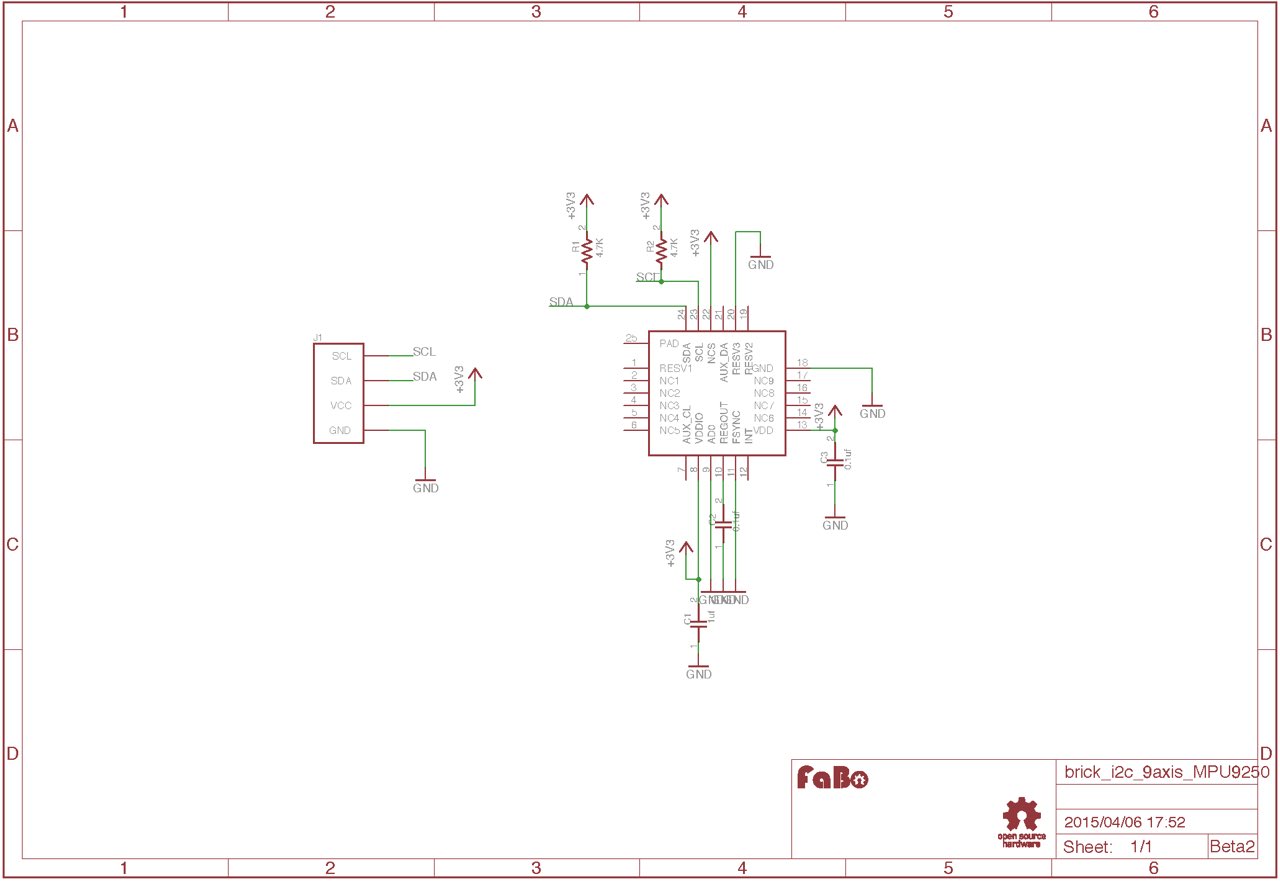 1 2 3 4 5 6
A A
B B
C C
D D
1 2 3 4 5 6
+3V3
2
R1
4.7K
1
+3V3
2
R2
4.7K
SCL
SDA
+3V3
GND
J1
SCL SCL
SDA SDA
VCC
GND
+3V3
GND
24 23 22 21 20 19
SDA SCL NCS AUX_DA RESV3 RESV2
25 PAD
1 RESV1
2 NC1
3 NC2
4 NC3
5 NC4
6 NC5
GND 18
NC9 17
NC8 16
NC7 15
NC6 14
VDD 13
AUX_CL VDDIO AD0 REGOUT FSYNC INT
7 8 9 10 11 12
GND
+3V3
2
C3
0.1uf
1
GND
2
C2
0.1uf
1
GND GND GND
+3V3
2
C1
1uf
1
GND
FaBo
open source
hardware
brick_i2c_9axis_MPU9250
2015/04/06 17:52
Sheet: 1/1
Beta2